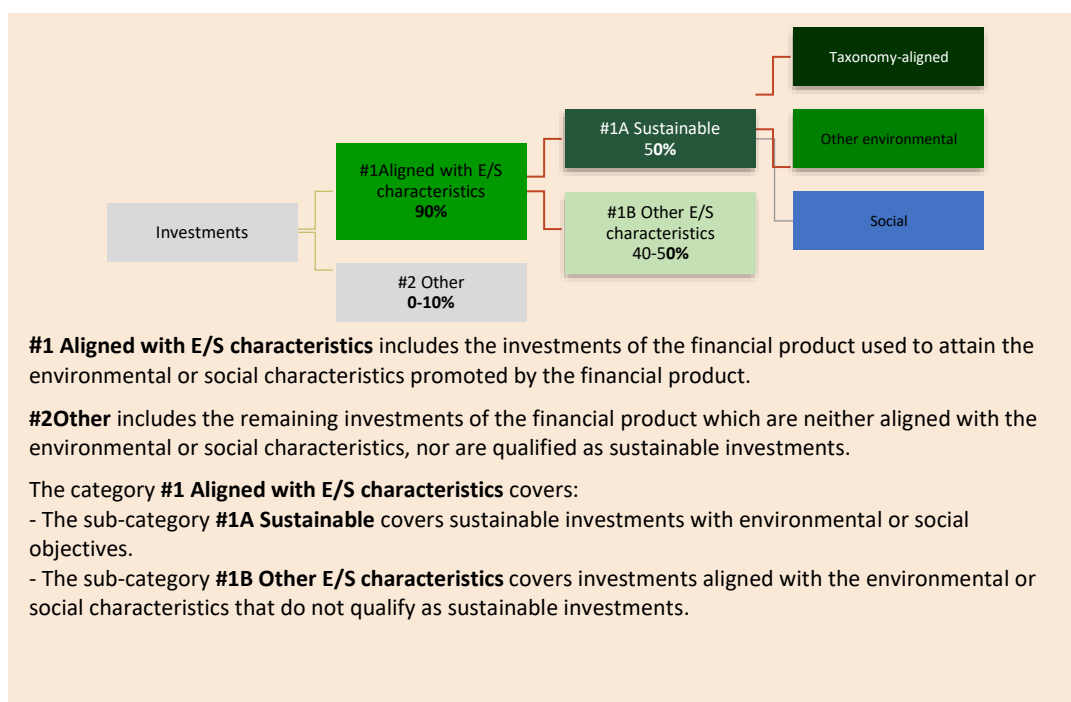 Taxonomy-aligned
#1A Sustainable
50%
Other environmental
#1Aligned with E/S
characteristics
90%
#1B Other E/S
characteristics
40-50%
Social
Investments
#2 Other
0-10%
#1 Aligned with E/S characteristics includes the investments of the financial product used to attain the
environmental or social characteristics promoted by the financial product.
#2Other includes the remaining investments of the financial product which are neither aligned with the
environmental or social characteristics, nor are qualified as sustainable investments.
The category #1 Aligned with E/S characteristics covers:
- The sub-category #1A Sustainable covers sustainable investments with environmental or social
objectives.
- The sub-category #1B Other E/S characteristics covers investments aligned with the environmental or
social characteristics that do not qualify as sustainable investments.